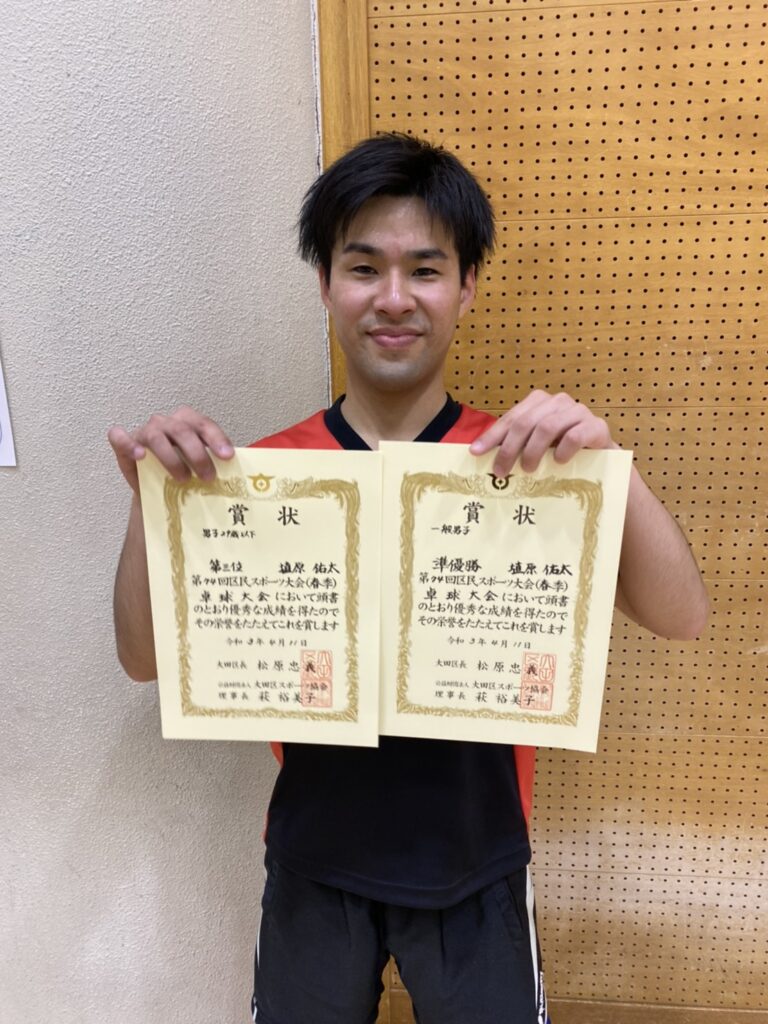 賞状
男子29歳以下
第三位 植原 佑太
第74回区民スポーツ大会(春季)
卓球大会において頭書
のとおり優秀な成績を得たので
その栄誉をたたえてこれを賞します
令和3年4月11日
大田区長 松原忠義
公益財団法人 大田区スポーツ協会
理事長 萩 裕美子
賞状
一般男子
準優勝 植原 佑太
第74回区民スポーツ大会(春季)
卓球大会において頭書
のとおり優秀な成績を得たので
その栄誉をたたえてこれを賞します
令和3年4月11日
大田区長 松原忠義
公益財団法人 大田区スポーツ協会
理事長 萩 裕美子